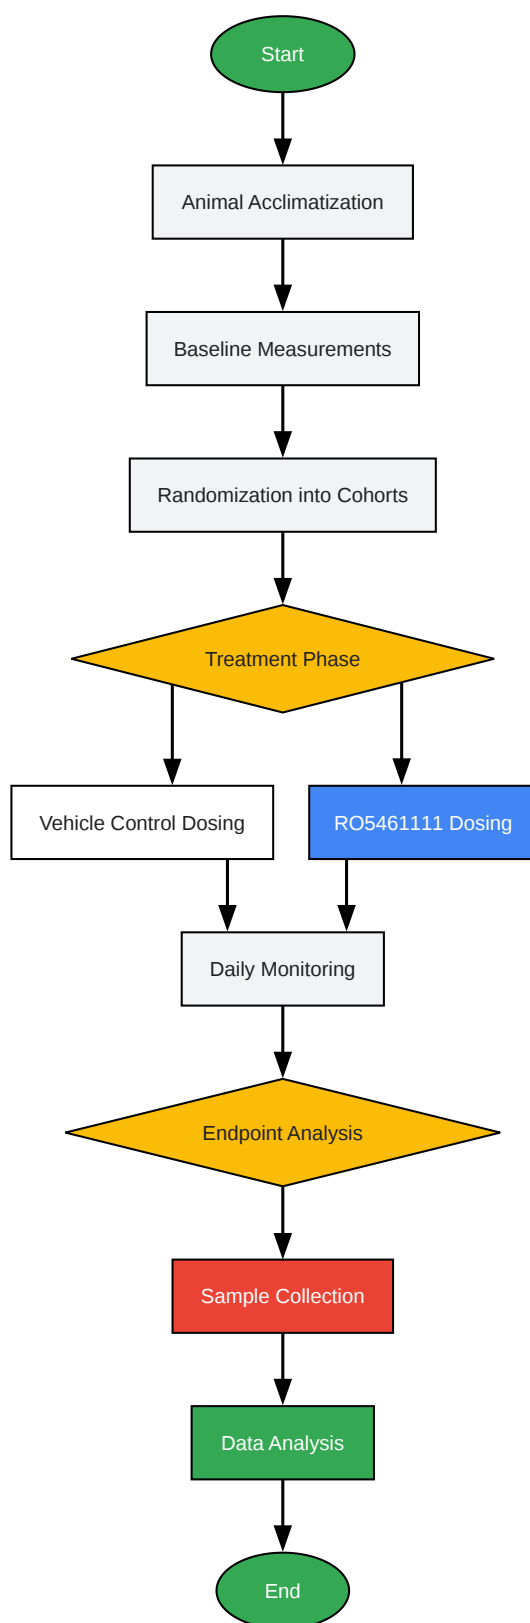 Start
Animal Acclimatization
Baseline Measurements
Randomization into Cohorts
Treatment Phase
Vehicle Control Dosing
RO5461111 Dosing
Daily Monitoring
Endpoint Analysis
Sample Collection
Data Analysis
End